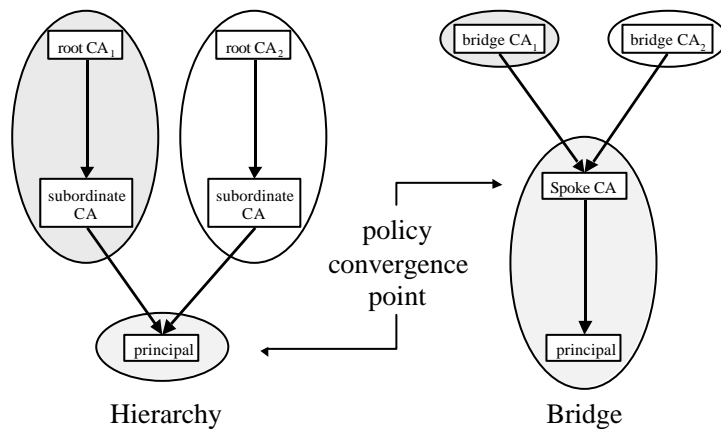 root CA1
root CA2
bridge CA1
bridge CA2
subordinate
CA
subordinate
CA
Spoke CA
policy
convergence
point
principal
principal
Hierarchy
Bridge